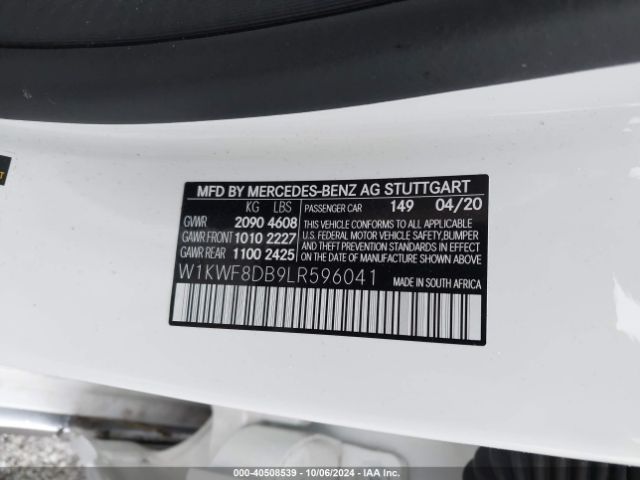 MFD BY MERCEDES-BENZ AG STUTTGART
KG LBS PASSENGER CAR 149 04/20
GVWR 2090 4608
GAWR FRONT 1010 2227
GAWR REAR 1100 2425
THIS VEHICLE CONFORMS TO ALL APPLICABLE
U.S. FEDERAL MOTOR VEHICLE SAFETY,BUMPER
AND THEFT PREVENTION STANDARDS IN EFFECT
ON THE DATE OF MANUFACTURE SHOWN ABOVE.
W1KWF8DB9LR596041
MADE IN SOUTH AFRICA
000-40508539 - 10/06/2024 - IAA Inc.